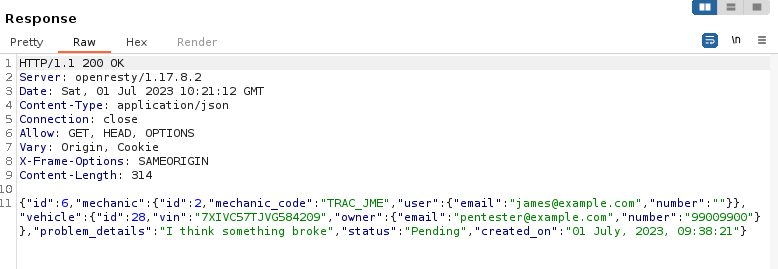 Response
Pretty Raw Hex Render \n
1 HTTP/1.1 200 OK
2 Server: openresty/1.17.8.2
3 Date: Sat, 01 Jul 2023 10:21:12 GMT
4 Content-Type: application/json
5 Connection: close
6 Allow: GET, HEAD, OPTIONS
7 Vary: Origin, Cookie
8 X-Frame-Options: SAMEORIGIN
9 Content-Length: 314
10
11 {"id":6,"mechanic":{"id":2,"mechanic_code":"TRAC_JME","user":{"email":"james@example.com","number":""}},
"vehicle":{"id":28,"vin":"7XIVC57TJVG584209","owner":{"email":"pentester@example.com","number":"99009900"}
},"problem_details":"I think something broke","status":"Pending","created_on":"01 July, 2023, 09:38:21"}